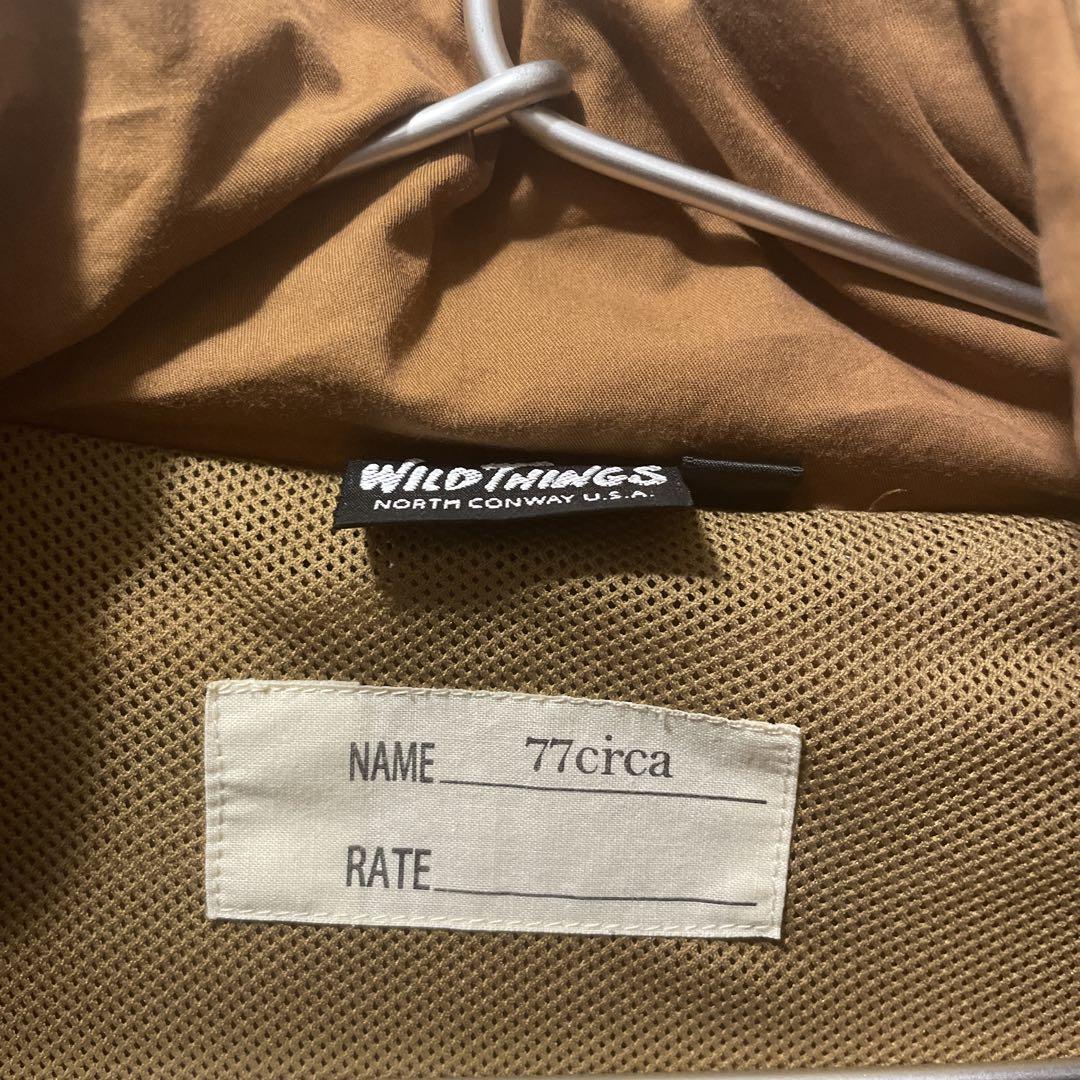 WILDTHINGS
NORTH CONWAY U.S.A.
NAME 77circa
RATE